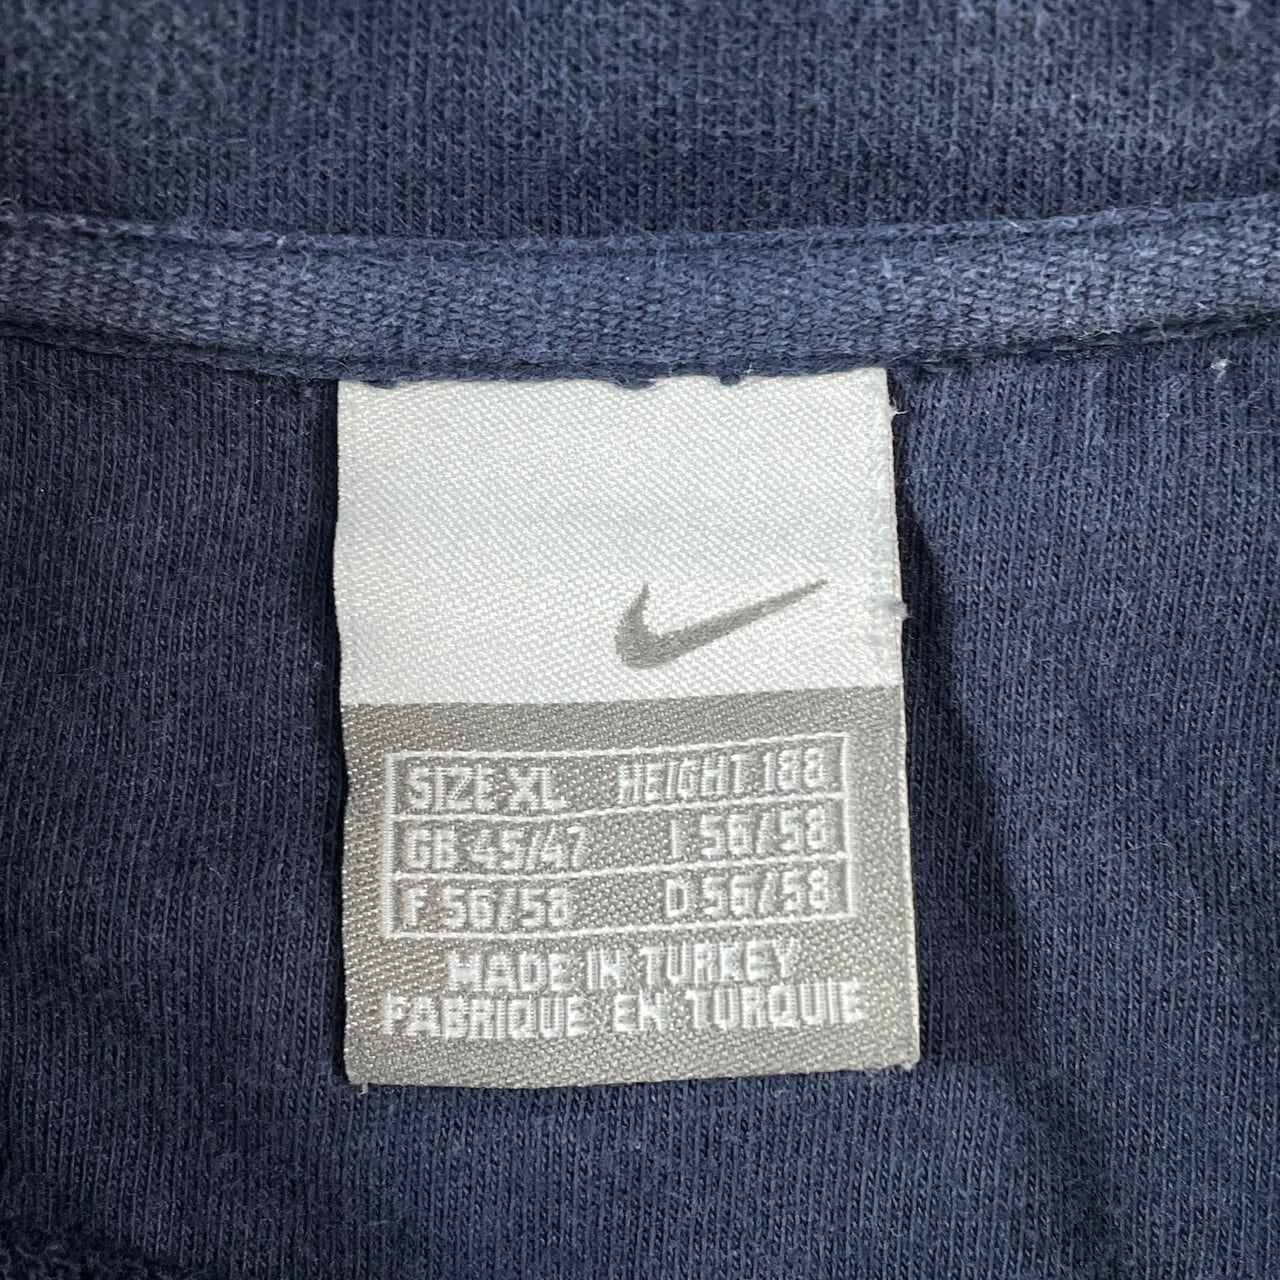 SIZE XL HEIGHT 188
GB 45/47 I 56/58
F 56/58 D 56/58
MADE IN TURKEY
FABRIQUE EN TURQUIE